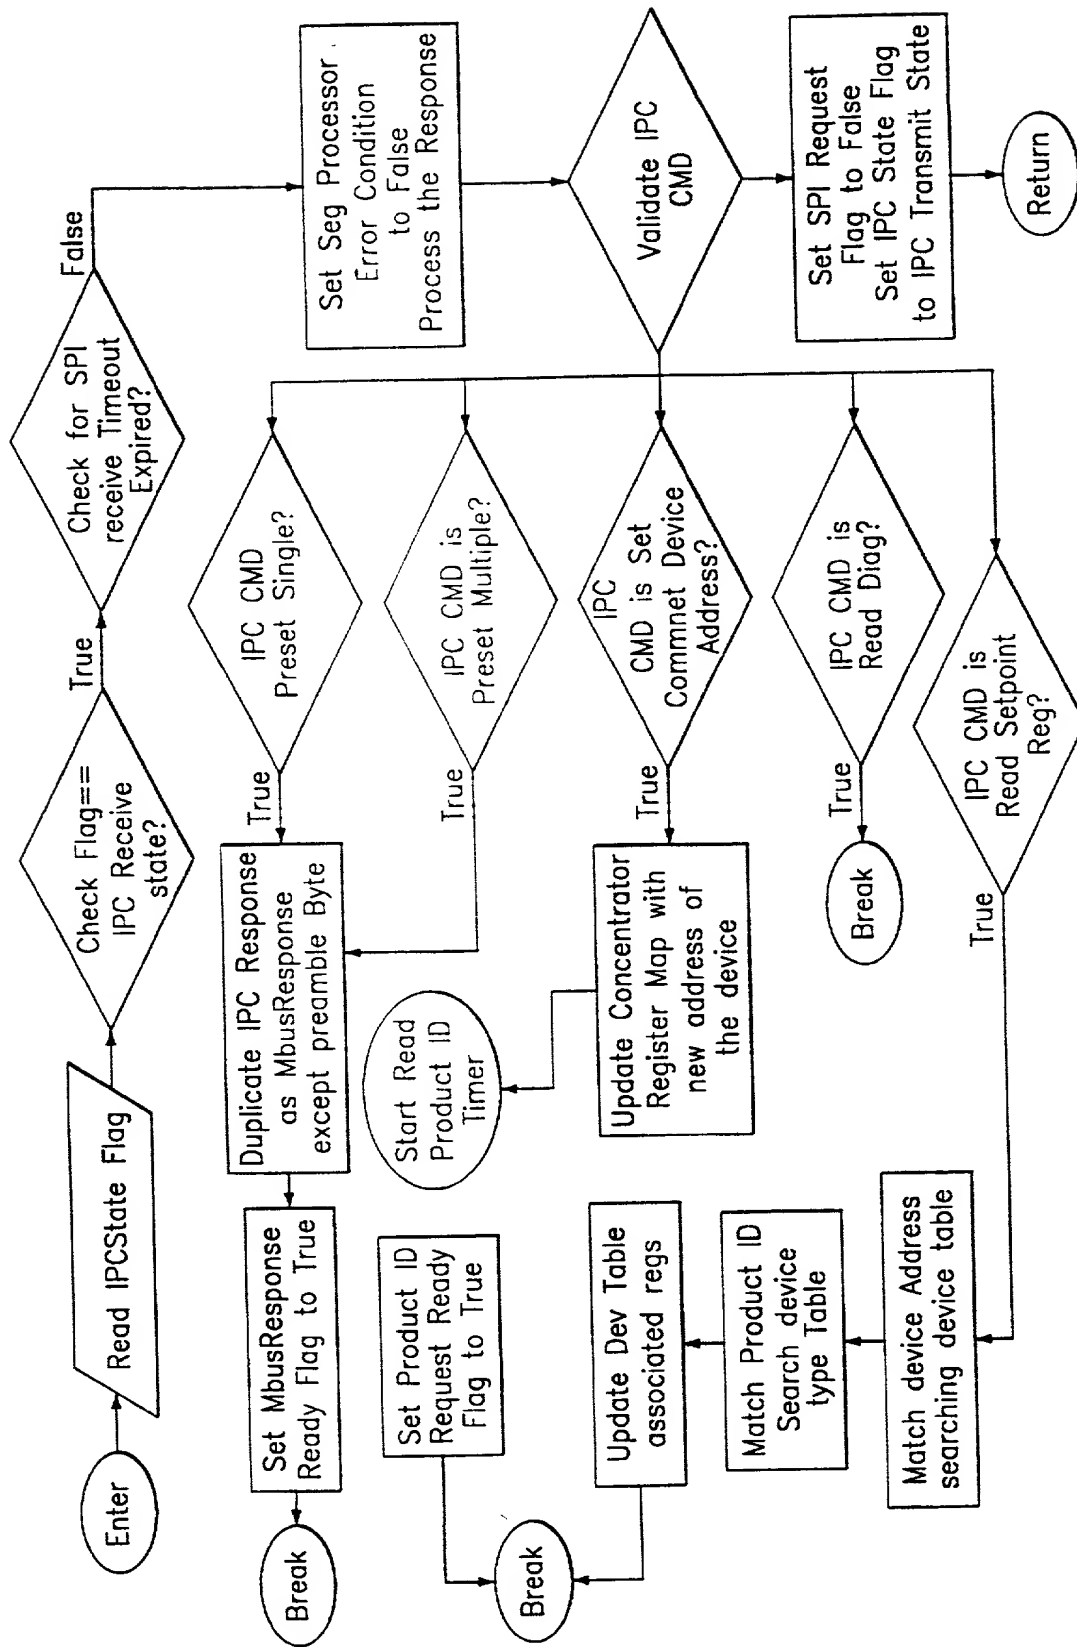 Enter
Read IPCState Flag
Check Flag==
IPC Receive
state?
True
Check for SPI
receive Timeout
Expired?
False
Set Seg Processor
Error Condition
to False
Process the Response
Validate IPC
CMD
Set SPI Request
Flag to False
Set IPC State Flag
to IPC Transmit State
Return
IPC CMD
Preset Single?
True
Duplicate IPC Response
as MbusResponse
except preamble Byte
Set MbusResponse
Ready Flag to True
Break
IPC CMD is
Preset Multiple?
True
IPC
CMD is Set
Commnet Device
Address?
True
Update Concentrator
Register Map with
new address of
the device
Start Read
Product ID
Timer
Set Product ID
Request Ready
Flag to True
Break
IPC CMD is
Read Diag?
True
Break
IPC CMD is
Read Setpoint
Reg?
True
Match device Address
searching device table
Match Product ID
Search device
type Table
Update Dev Table
associated regs